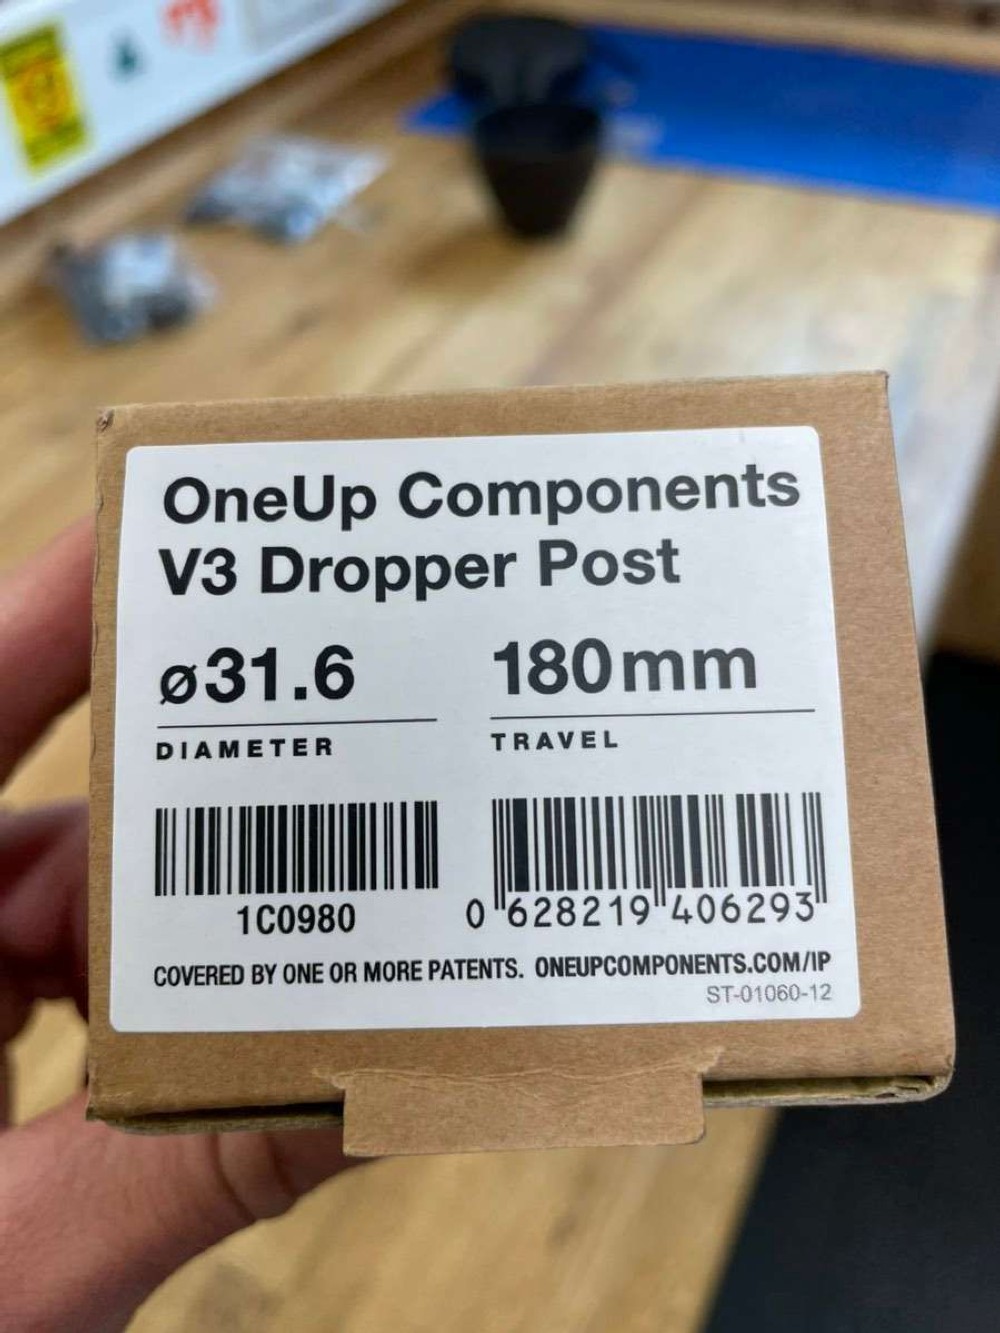 OneUp Components
V3 Dropper Post
ø31.6
DIAMETER
180mm
TRAVEL
1C0980
0 628219 406293
COVERED BY ONE OR MORE PATENTS. ONEUPCOMPONENTS.COM/IP
ST-01060-12